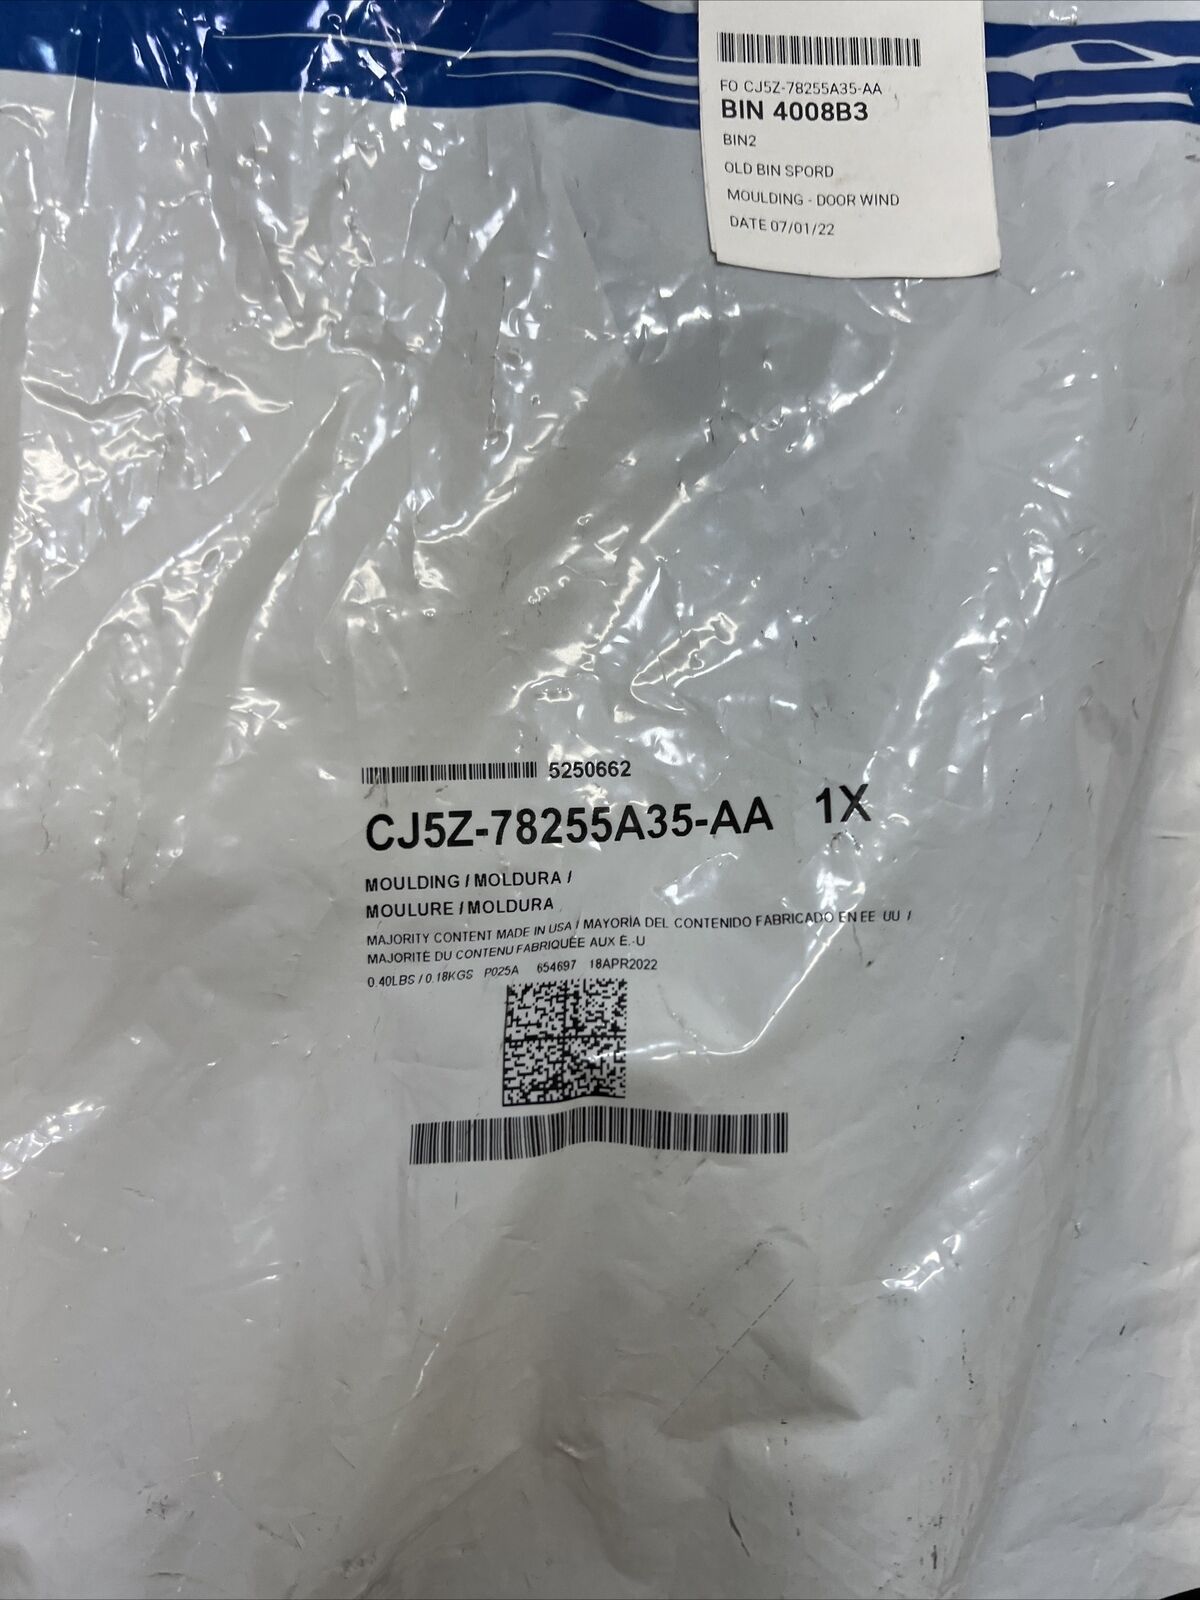 FO CJ5Z-78255A35-AA
BIN 4008B3
BIN2
OLD BIN SPORD
MOULDING - DOOR WIND
DATE 07/01/22
5250662
CJ5Z-78255A35-AA 1X
MOULDING / MOLDURA /
MOULURE / MOLDURA
MAJORITY CONTENT MADE IN USA / MAYORÍA DEL CONTENIDO FABRICADO EN EE. UU /
MAJORITÉ DU CONTENU FABRIQUÉE AUX É.-U
0.40LBS / 0.18KGS P025A 654697 18APR2022